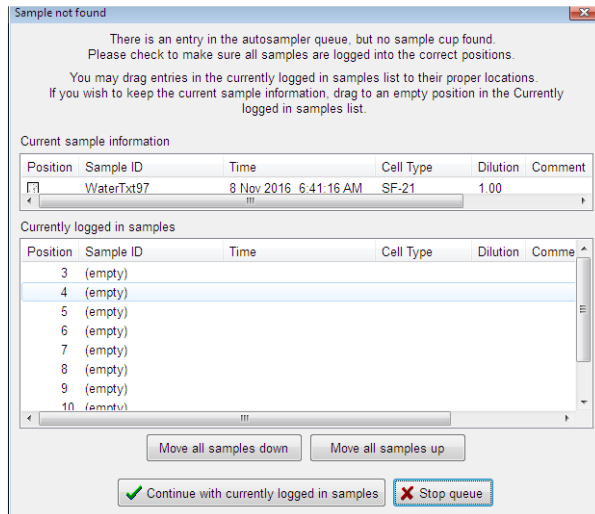 Sample not found
There is an entry in the autosampler queue, but no sample cup found.
Please check to make sure all samples are logged into the correct positions.
You may drag entries in the currently logged in samples list to their proper locations.
If you wish to keep the current sample information, drag to an empty position in the Currently
logged in samples list.
Current sample information
Position Sample ID Time Cell Type Dilution Comment
WaterTxt97 8 Nov 2016 6:41:16 AM SF-21 1.00
Currently logged in samples
Position Sample ID Time Cell Type Dilution Comme
3 (empty)
4 (empty)
5 (empty)
6 (empty)
7 (empty)
8 (empty)
9 (empty)
10 (empty)
Move all samples down Move all samples up
Continue with currently logged in samples Stop queue